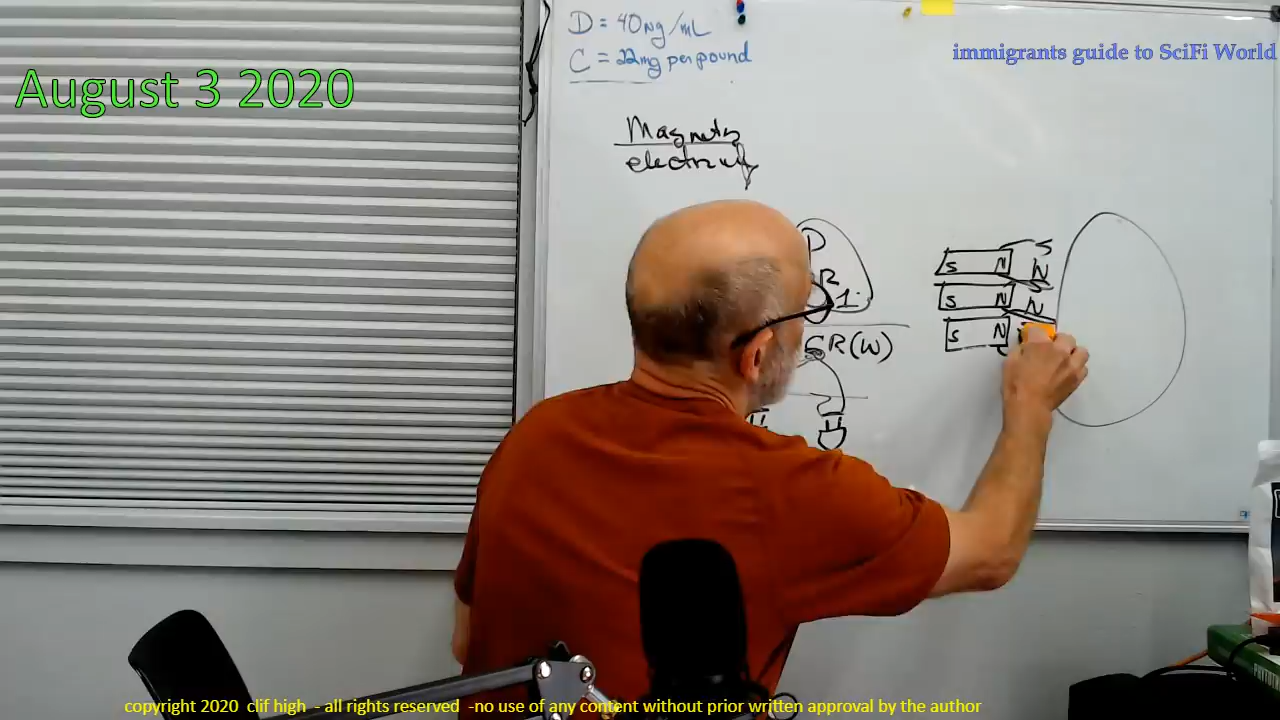 D = 40ng/mL
C = 22mg per pound
immigrants guide to SciFi World
August 3 2020
Magnets
D
R
1
SR(W)
S
S N N
S
S N N
S N
copyright 2020 clif high - all rights reserved -no use of any content without prior written approval by the author